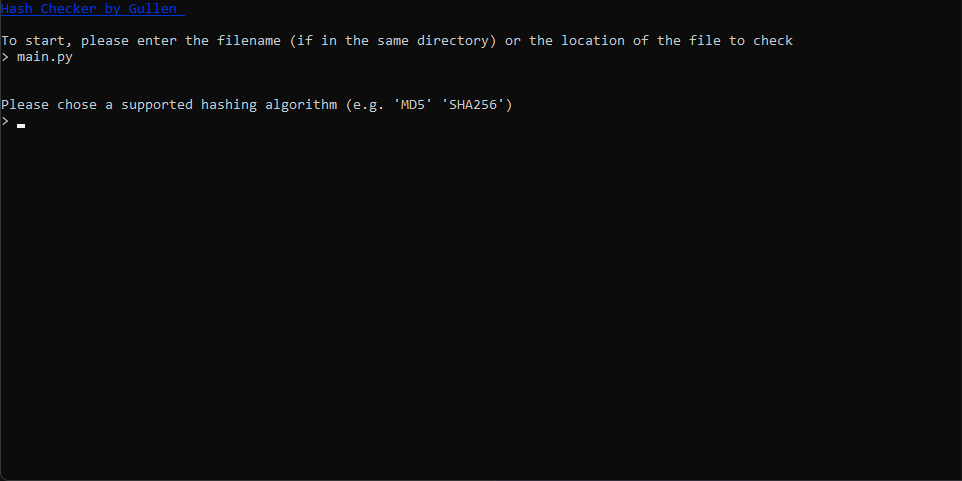 Hash Checker by Gullen
To start, please enter the filename (if in the same directory) or the location of the file to check
> main.py
Please chose a supported hashing algorithm (e.g. 'MD5' 'SHA256')
>